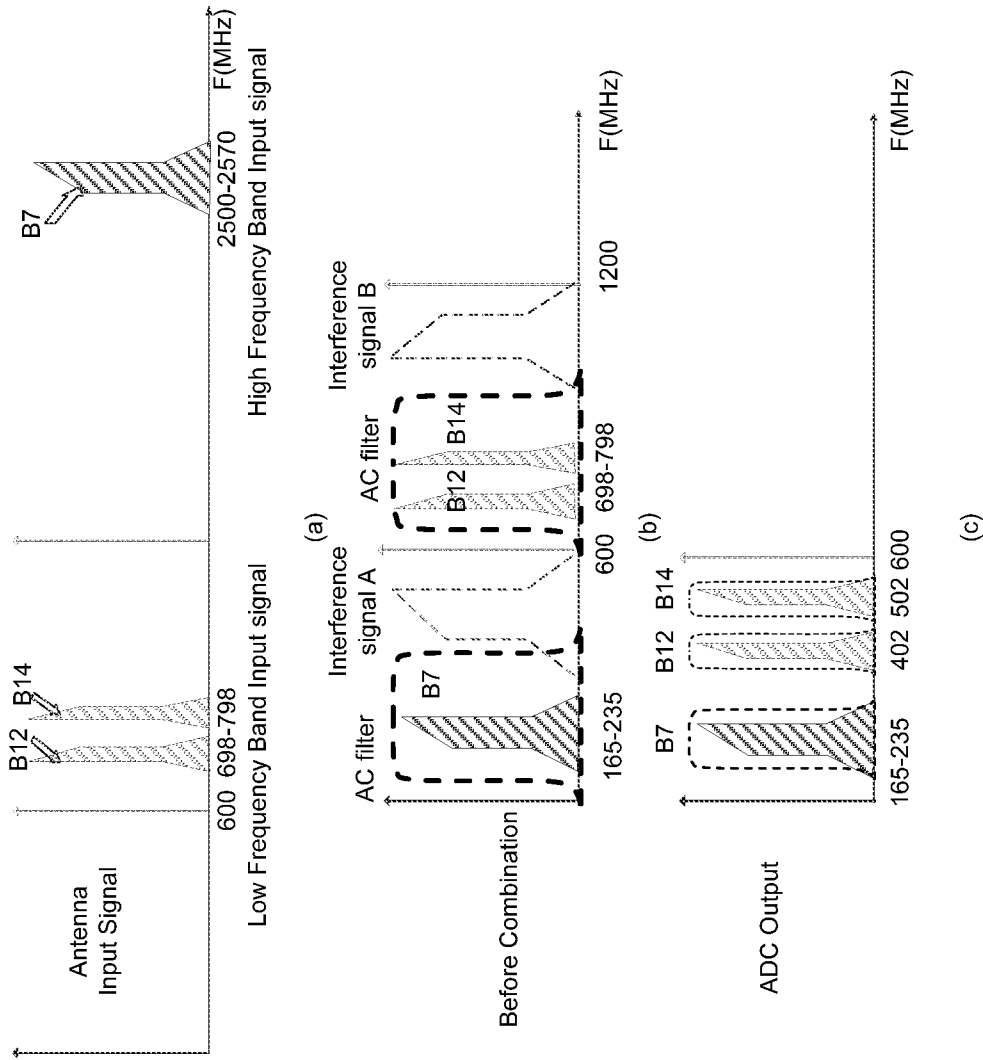 Antenna
Input Signal
B12
B14
B7
600
698-798
2500-2570
F(MHz)
Low Frequency Band Input signal
High Frequency Band Input signal
(a)
Before Combination
AC filter
B7
Interference
signal A
AC filter
B12
B14
Interference
signal B
165-235
600
698-798
1200
F(MHz)
(b)
ADC Output
B7
B12
B14
165-235
402
502
600
F(MHz)
(c)